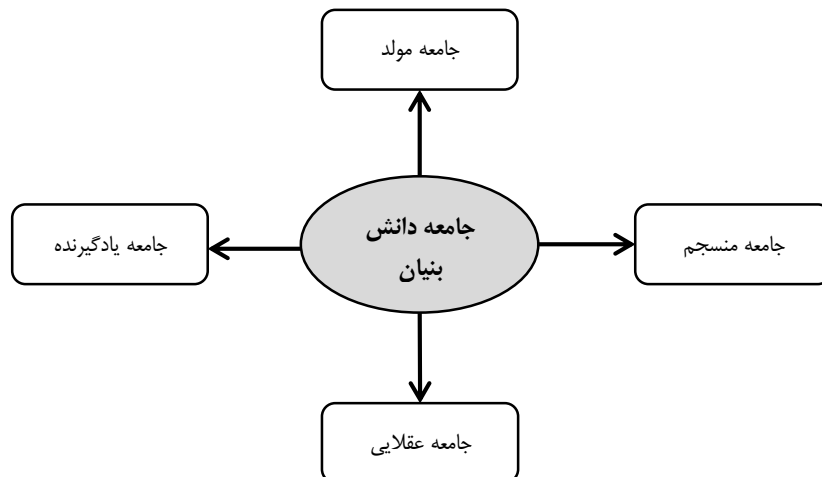 جامعه مولد
جامعه دانش
بنیان
جامعه منسجم
جامعه یادگیرنده
جامعه عقلایی